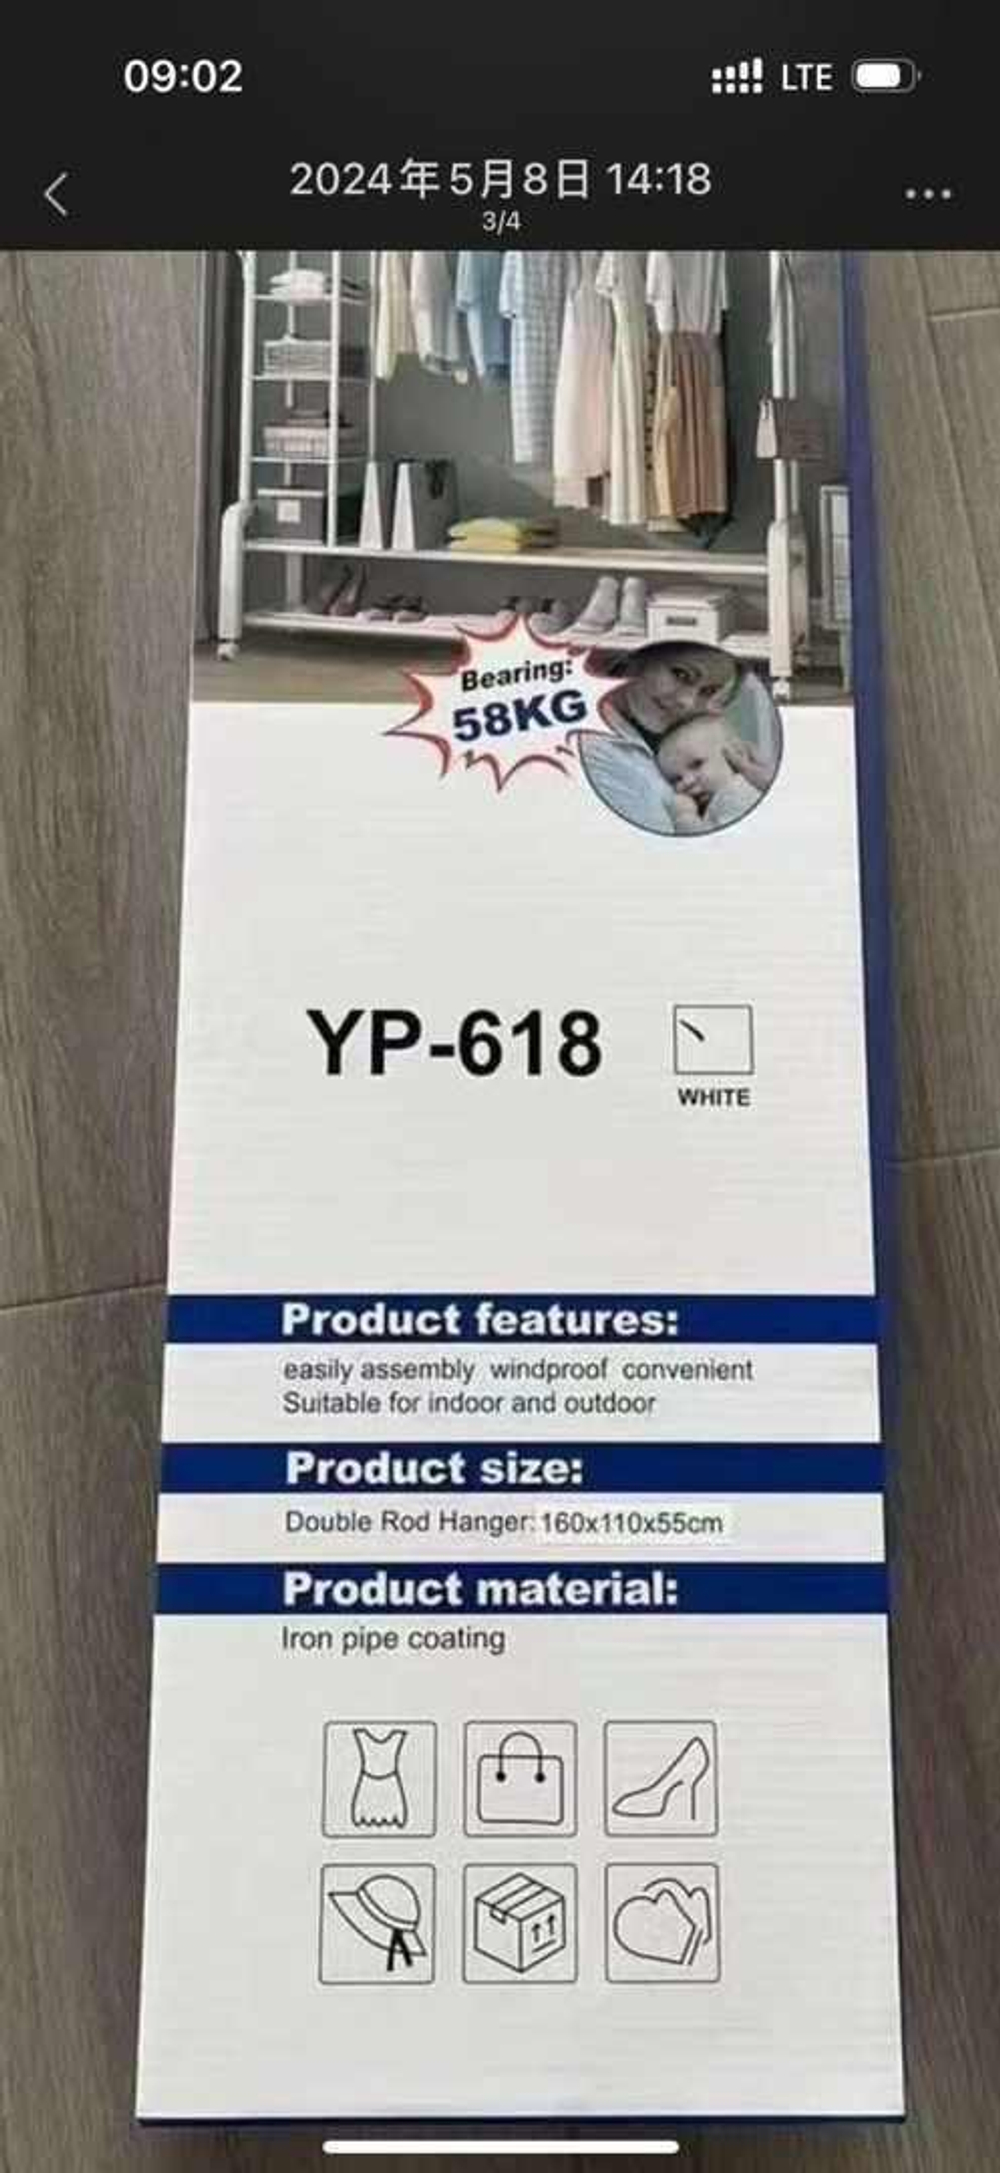 09:02
LTE
2024年5月8日 14:18
3/4
Bearing:
58KG
YP-618
WHITE
Product features:
easily assembly windproof convenient
Suitable for indoor and outdoor
Product size:
Double Rod Hanger: 160x110x55cm
Product material:
Iron pipe coating